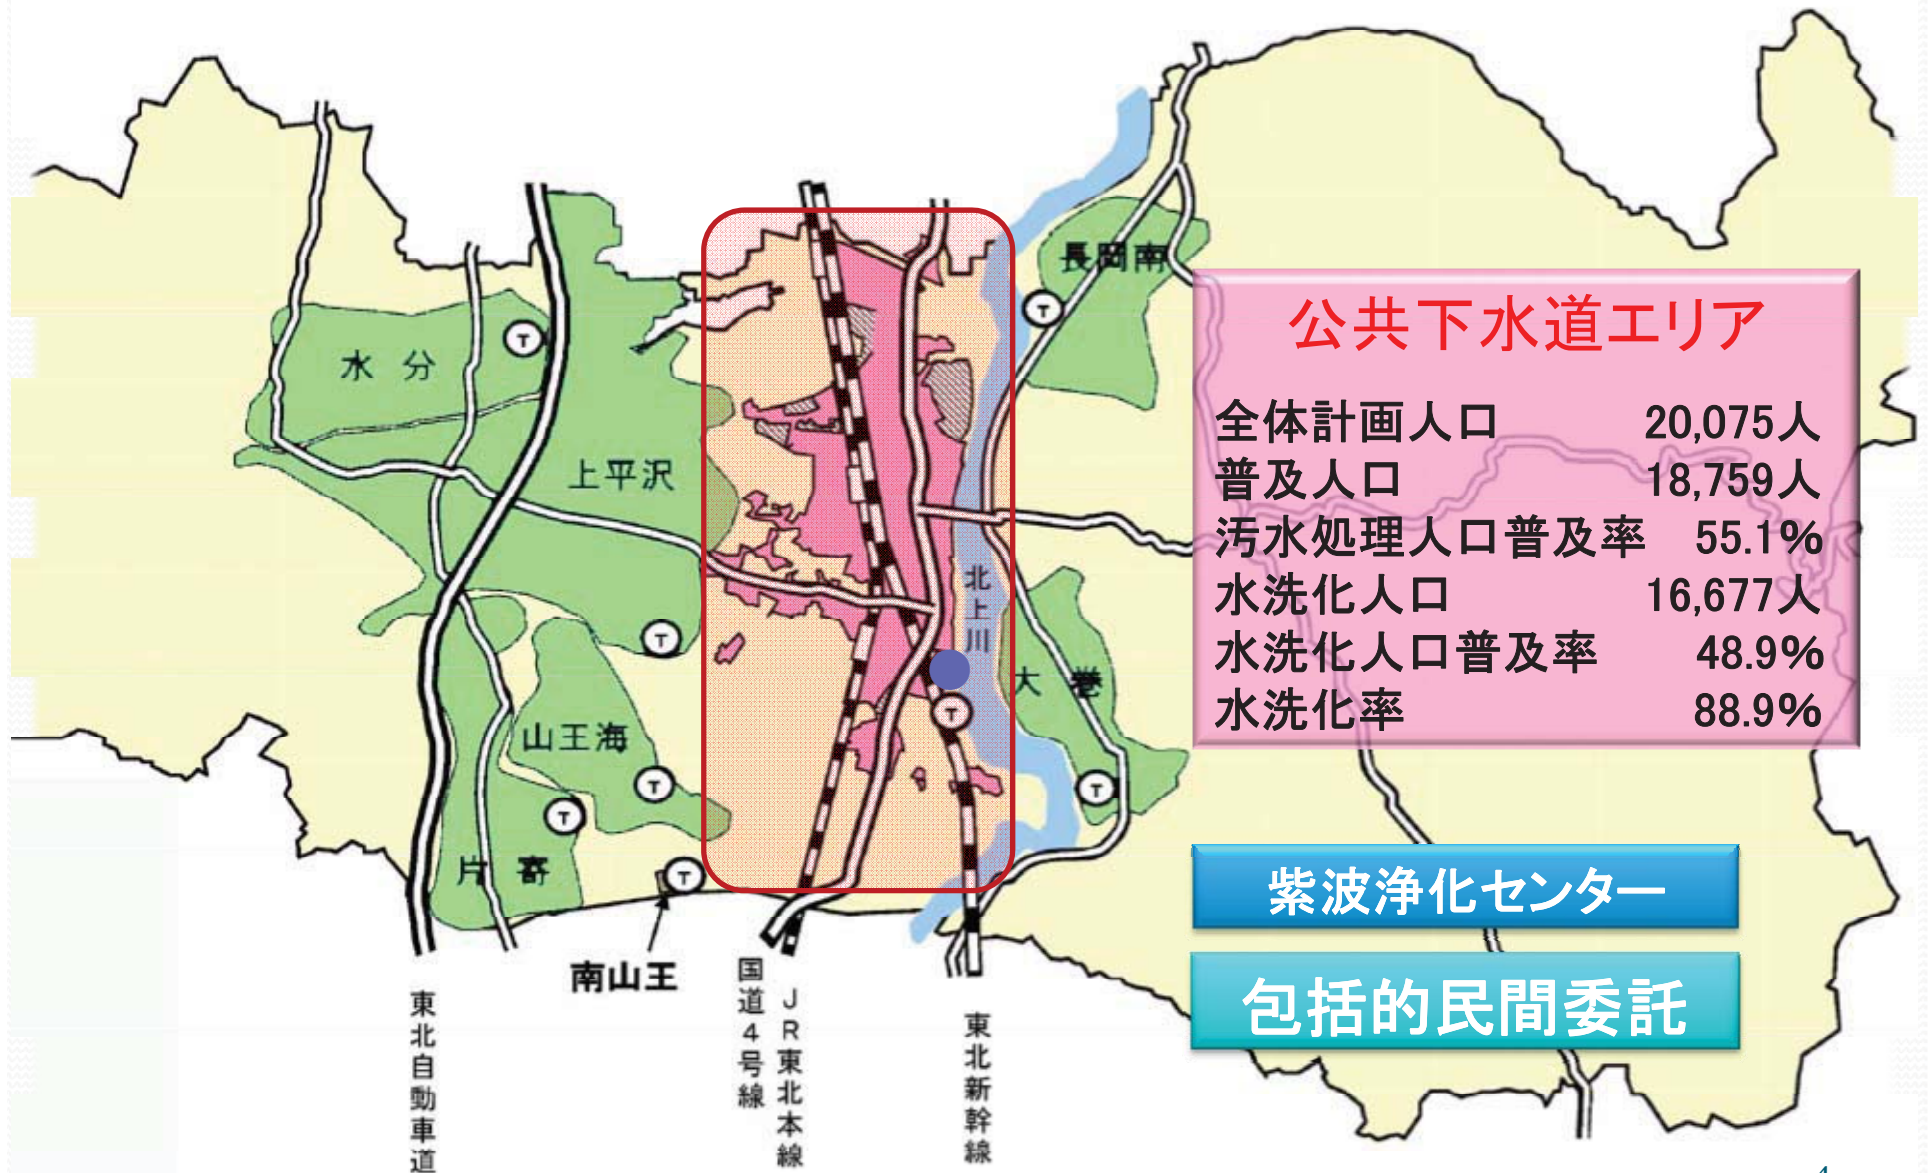 長岡南
公共下水道エリア
水分
全体計画人口 20,075人
上平沢
普及人口 18,759人
汚水処理人口普及率 55.1%
水洗化人口 16,677人
水洗化人口普及率 48.9%
水洗化率 88.9%
北上川
大巻
山王海
片寄
紫波浄化センター
包括的民間委託
南山王
東北自動車道
国道4号線
JR東北本線
東北新幹線
T
T
T
T
T
T
T
T